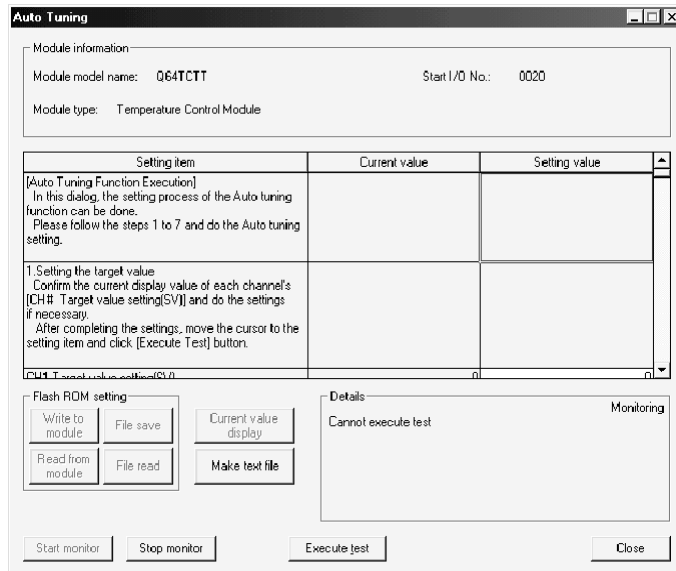 Auto Tuning
Module information
Module model name: Q64TCTT Start I/O No.: 0020
Module type: Temperature Control Module
Setting item Current value Setting value
[Auto Tuning Function Execution]
In this dialog, the setting process of the Auto tuning
function can be done.
Please follow the steps 1 to 7 and do the Auto tuning
setting.
1.Setting the target value
Confirm the current display value of each channel's
[CH# Target value setting(SV)] and do the settings
if necessary.
After completing the settings, move the cursor to the
setting item and click [Execute Test] button.
CH1 Target value setting(SV) 0 0
Flash ROM setting
Write to
module
File save
Current value
display
Read from
module
File read
Make text file
Details
Monitoring
Cannot execute test
Start monitor Stop monitor Execute test Close